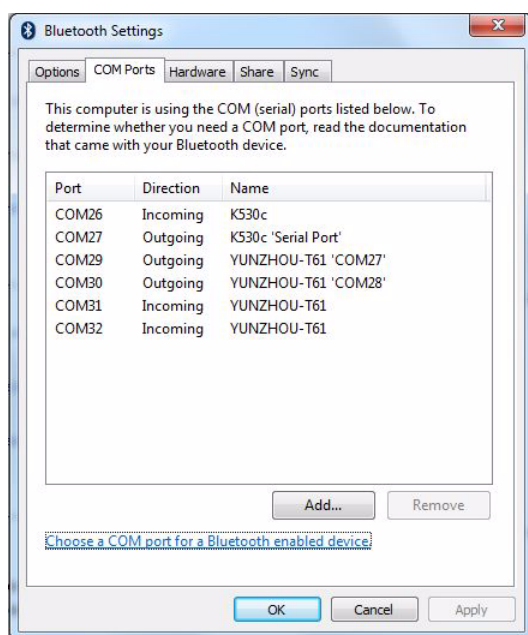 Bluetooth Settings
Options COM Ports Hardware Share Sync
This computer is using the COM (serial) ports listed below. To
determine whether you need a COM port, read the documentation
that came with your Bluetooth device.
Port Direction Name
COM26 Incoming K530c
COM27 Outgoing K530c 'Serial Port'
COM29 Outgoing YUNZHOU-T61 'COM27'
COM30 Outgoing YUNZHOU-T61 'COM28'
COM31 Incoming YUNZHOU-T61
COM32 Incoming YUNZHOU-T61
Add... Remove
Choose a COM port for a Bluetooth enabled device.
OK Cancel Apply